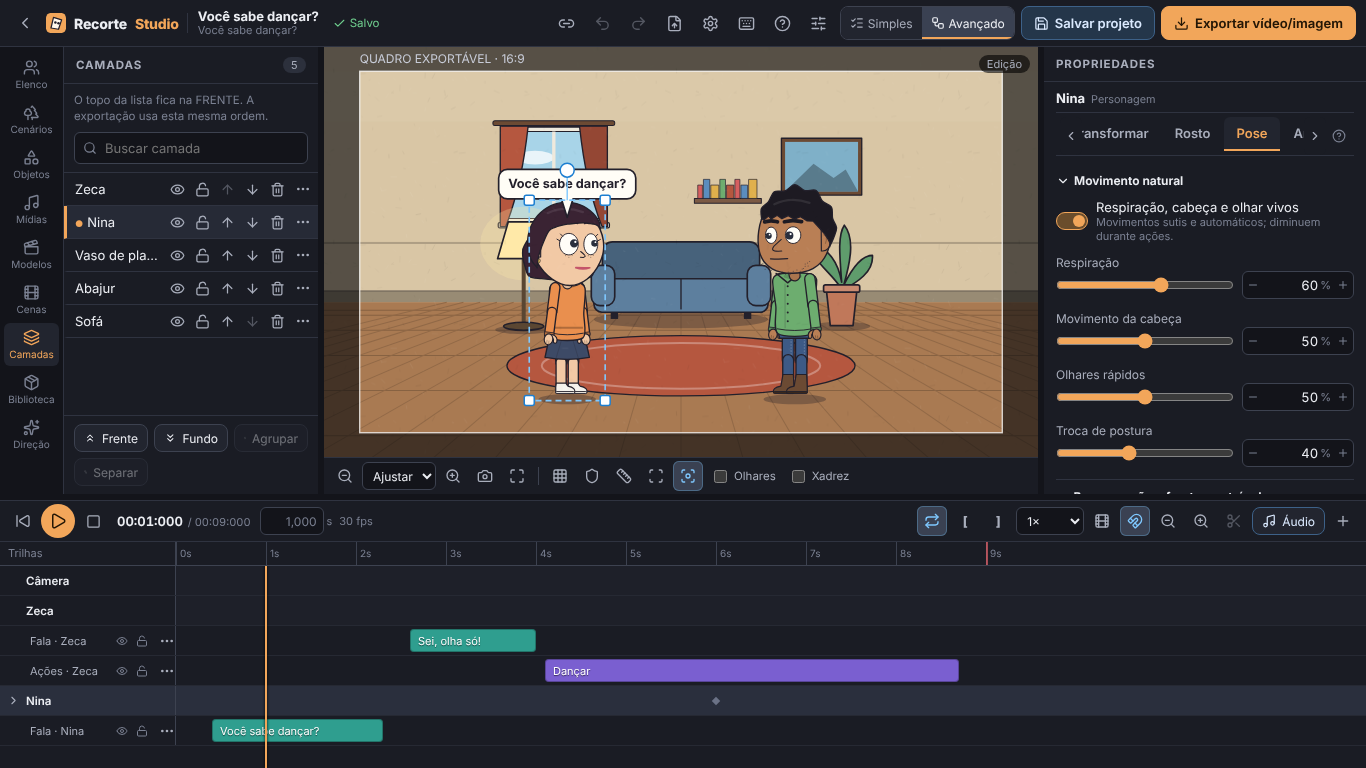 Recorte Studio
Você sabe dançar?
Você sabe dançar?
Salvo
Simples
Avançado
Salvar projeto
Exportar vídeo/imagem
Elenco
Cenários
Objetos
Mídias
Modelos
Cenas
Camadas
Biblioteca
Direção
CAMADAS 5
O topo da lista fica na FRENTE. A
exportação usa esta mesma ordem.
Buscar camada
Zeca
Nina
Vaso de pla...
Abajur
Sofá
Frente
Fundo
Agrupar
Separar
QUADRO EXPORTÁVEL · 16:9
Edição
Você sabe dançar?
Ajustar
Olhares
Xadrez
PROPRIEDADES
Nina Personagem
ansformar Rosto Pose A
Movimento natural
Respiração, cabeça e olhar vivos
Movimentos sutis e automáticos; diminuem
durante ações.
Respiração
60 %
Movimento da cabeça
50 %
Olhares rápidos
50 %
Troca de postura
40 %
00:01:000 / 00:09:000
1,000 s 30 fps
[ ]
1×
Áudio
Trilhas
0s 1s 2s 3s 4s 5s 6s 7s 8s 9s
Câmera
Zeca
Fala · Zeca
Sei, olha só!
Ações · Zeca
Dançar
Nina
Fala · Nina
Você sabe dançar?